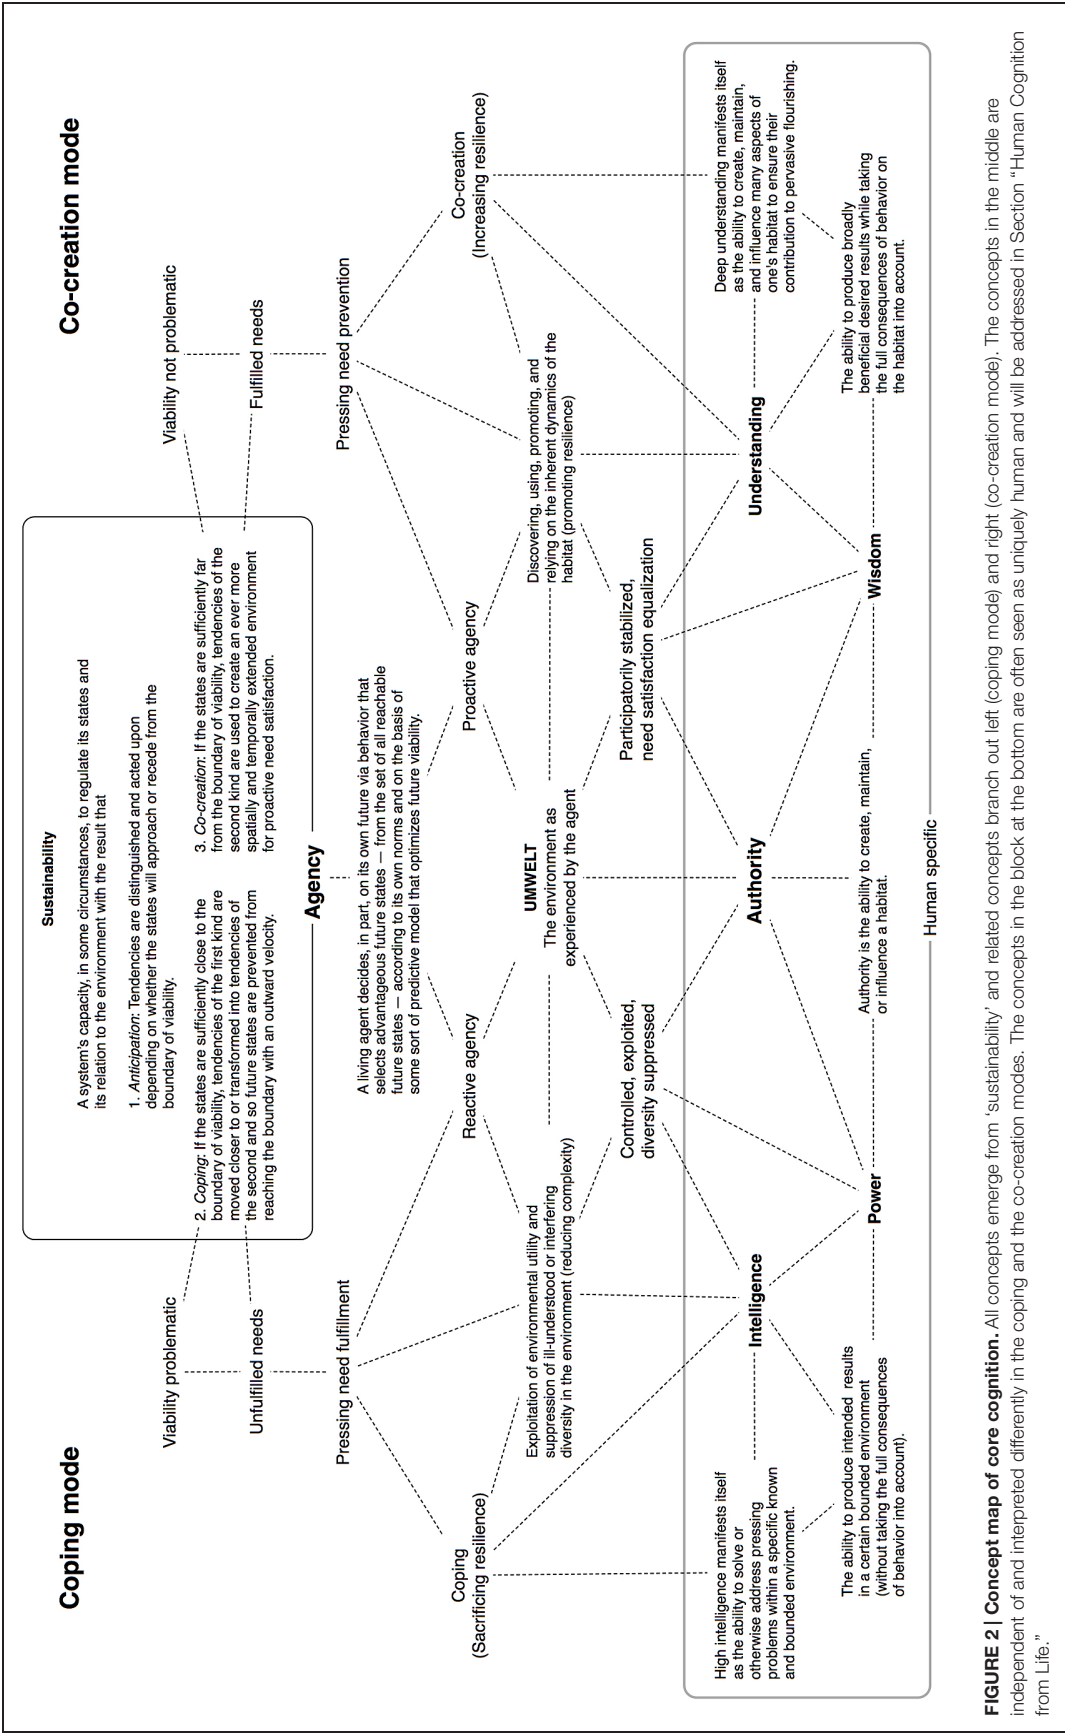 Coping mode
Co-creation mode
Sustainability
A system's capacity, in some circumstances, to regulate its states and
its relation to the environment with the result that
1. Anticipation: Tendencies are distinguished and acted upon
depending on whether the states will approach or recede from the
boundary of viability.
2. Coping: If the states are sufficiently close to the
boundary of viability, tendencies of the first kind are
moved closer to or transformed into tendencies of
the second and so future states are prevented from
reaching the boundary with an outward velocity.
3. Co-creation: If the states are sufficiently far
from the boundary of viability, tendencies of the
second kind are used to create an ever more
spatially and temporally extended environment
for proactive need satisfaction.
Viability problematic
Viability not problematic
Unfulfilled needs
Fulfilled needs
Agency
Pressing need fulfillment
Pressing need prevention
A living agent decides, in part, on its own future via behavior that
selects advantageous future states — from the set of all reachable
future states — according to its own norms and on the basis of
some sort of predictive model that optimizes future viability.
Coping
(Sacrificing resilience)
Reactive agency
Proactive agency
Co-creation
(Increasing resilience)
Exploitation of environmental utility and
suppression of ill-understood or interfering
diversity in the environment (reducing complexity)
UMWELT
The environment as
experienced by the agent
Discovering, using, promoting, and
relying on the inherent dynamics of the
habitat (promoting resilience)
Controlled, exploited,
diversity suppressed
Participatorily stabilized,
need satisfaction equalization
High intelligence manifests itself
as the ability to solve or
otherwise address pressing
problems within a specific known
and bounded environment.
Intelligence
Authority
Understanding
Deep understanding manifests itself
as the ability to create, maintain,
and influence many aspects of
one's habitat to ensure their
contribution to pervasive flourishing.
The ability to produce intended results
in a certain bounded environment
(without taking the full consequences
of behavior into account).
Power
Authority is the ability to create, maintain,
or influence a habitat.
Wisdom
The ability to produce broadly
beneficial desired results while taking
the full consequences of behavior on
the habitat into account.
Human specific
FIGURE 2 | Concept map of core cognition. All concepts emerge from 'sustainability' and related concepts branch out left (coping mode) and right (co-creation mode). The concepts in the middle are
independent of and interpreted differently in the coping and the co-creation modes. The concepts in the block at the bottom are often seen as uniquely human and will be addressed in Section "Human Cognition
from Life."